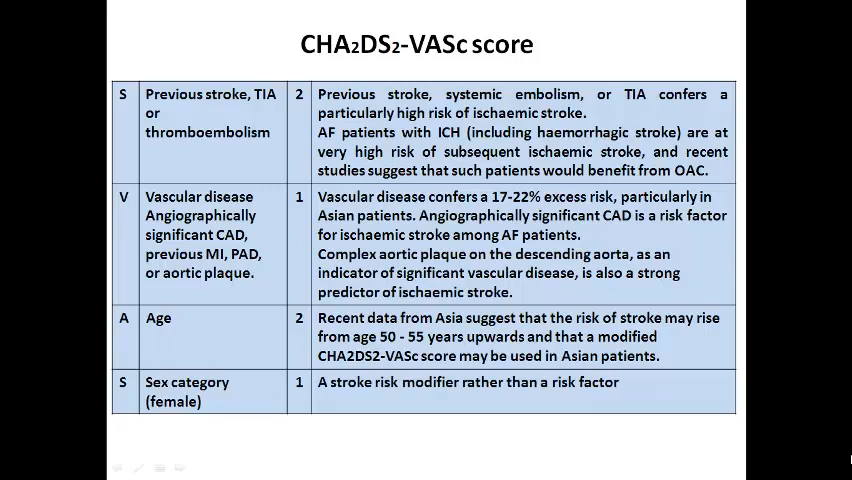 CHA2DS2-VASc score
S Previous stroke, TIA 2 Previous stroke, systemic embolism, or TIA confers a
or particularly high risk of ischaemic stroke.
thromboembolism AF patients with ICH (including haemorrhagic stroke) are at
very high risk of subsequent ischaemic stroke, and recent
studies suggest that such patients would benefit from OAC.
V Vascular disease 1 Vascular disease confers a 17-22% excess risk, particularly in
Angiographically Asian patients. Angiographically significant CAD is a risk factor
significant CAD, for ischaemic stroke among AF patients.
previous MI, PAD, Complex aortic plaque on the descending aorta, as an
or aortic plaque. indicator of significant vascular disease, is also a strong
predictor of ischaemic stroke.
A Age 2 Recent data from Asia suggest that the risk of stroke may rise
from age 50 - 55 years upwards and that a modified
CHA2DS2-VASc score may be used in Asian patients.
S Sex category 1 A stroke risk modifier rather than a risk factor
(female)